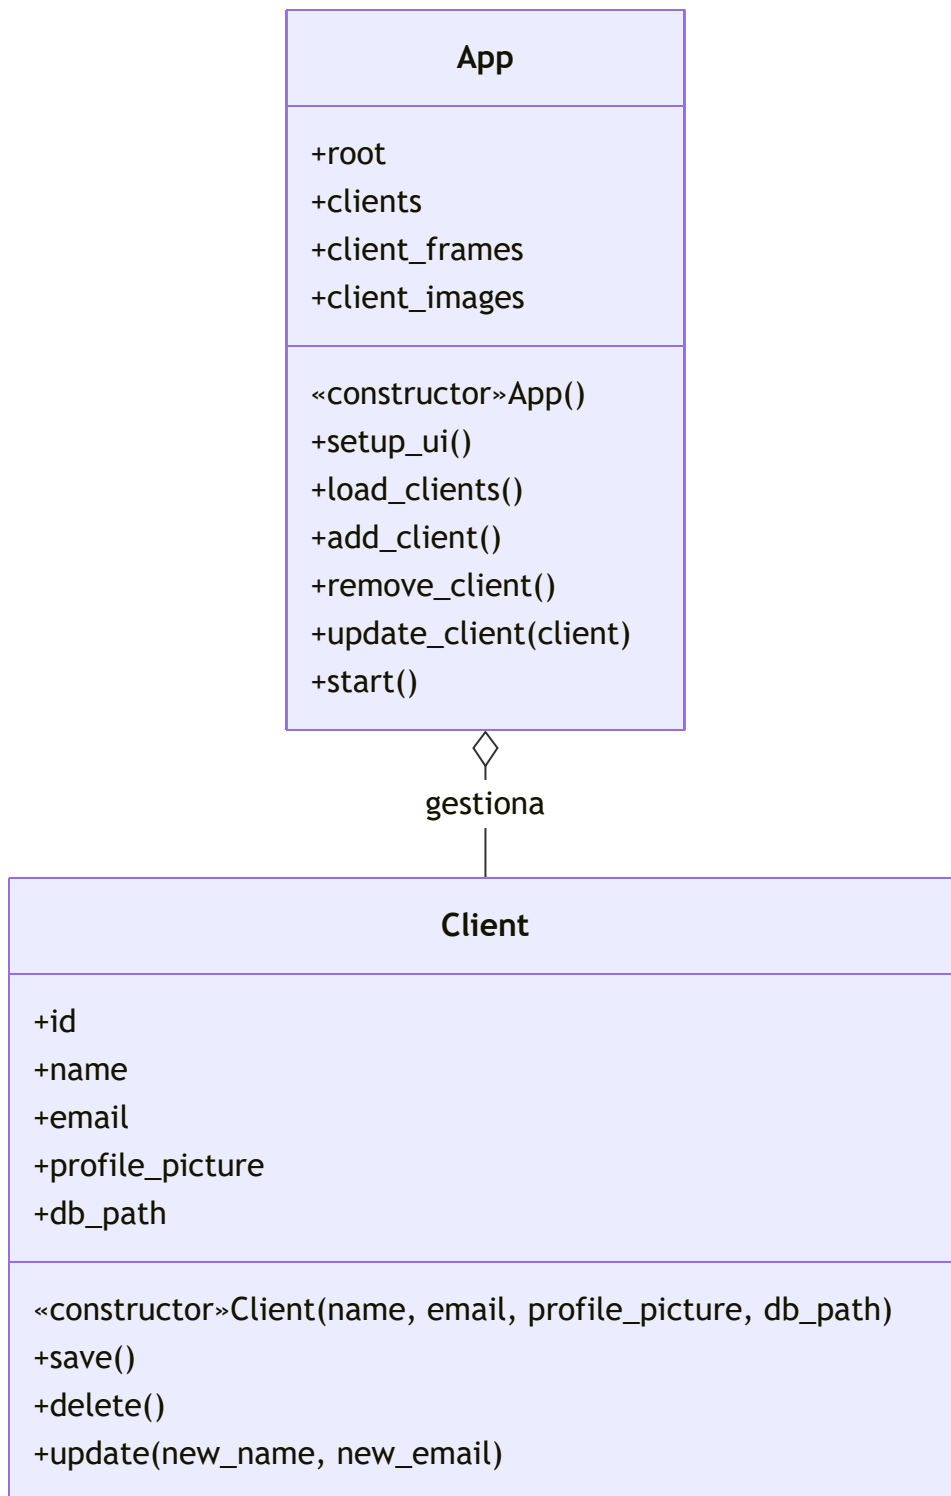 App
+root
+clients
+client_frames
+client_images
«constructor»App()
+setup_ui()
+load_clients()
+add_client()
+remove_client()
+update_client(client)
+start()
gestiona
Client
+id
+name
+email
+profile_picture
+db_path
«constructor»Client(name, email, profile_picture, db_path)
+save()
+delete()
+update(new_name, new_email)